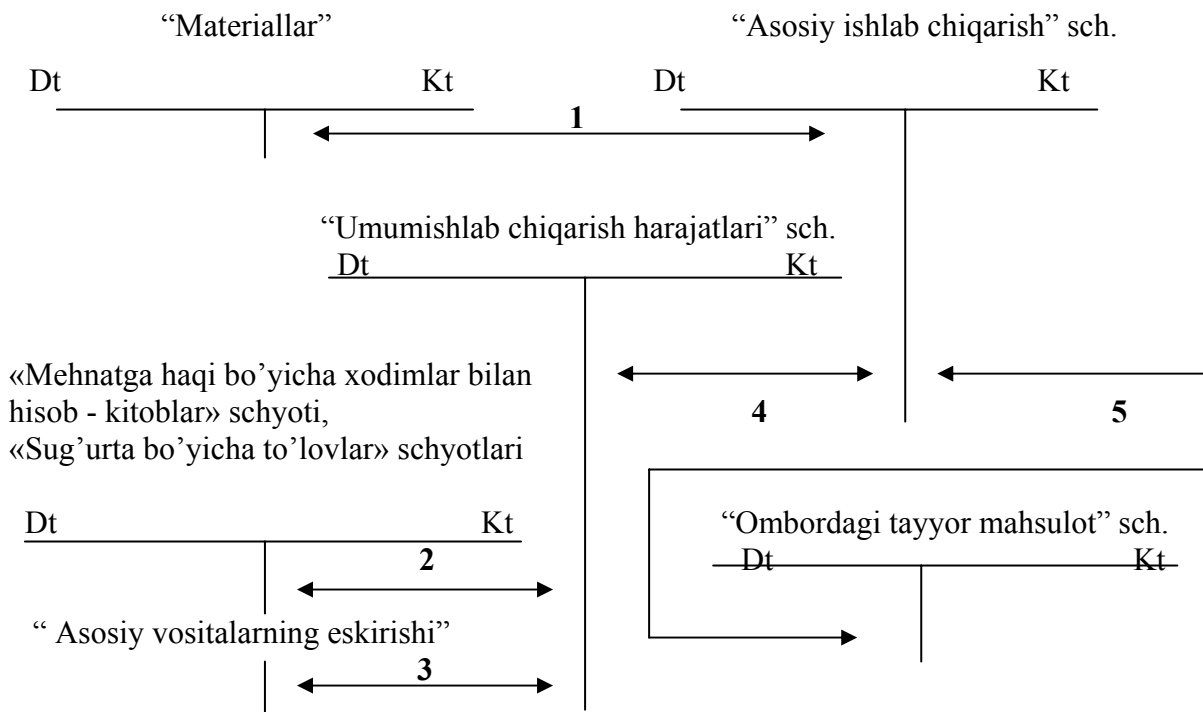 “Materiallar”
“Asosiy ishlab chiqarish” sch.
Dt Kt
Dt Kt
1
“Umumishlab chiqarish harajatlari” sch.
Dt Kt
«Mehnatga haqi bo’yicha xodimlar bilan
hisob - kitoblar» schyoti,
«Sug’urta bo’yicha to’lovlar» schyotlari
4
5
Dt Kt
2
“Ombordagi tayyor mahsulot” sch.
Dt Kt
“ Asosiy vositalarning eskirishi”
3